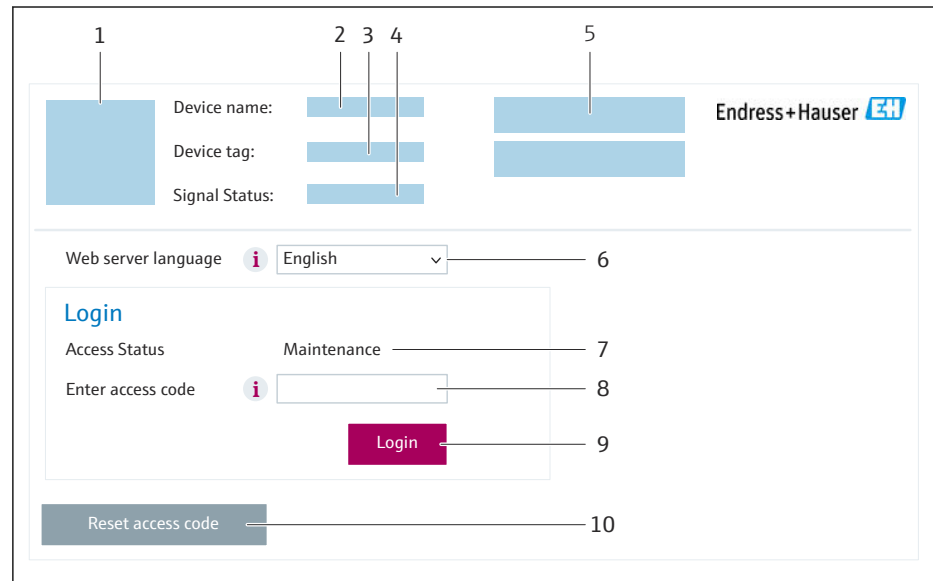 1 2 3 4 5
Device name:
Endress+Hauser EH
Device tag:
Signal Status:
Web server language i English 6
Login
Access Status Maintenance 7
Enter access code i 8
Login 9
Reset access code 10